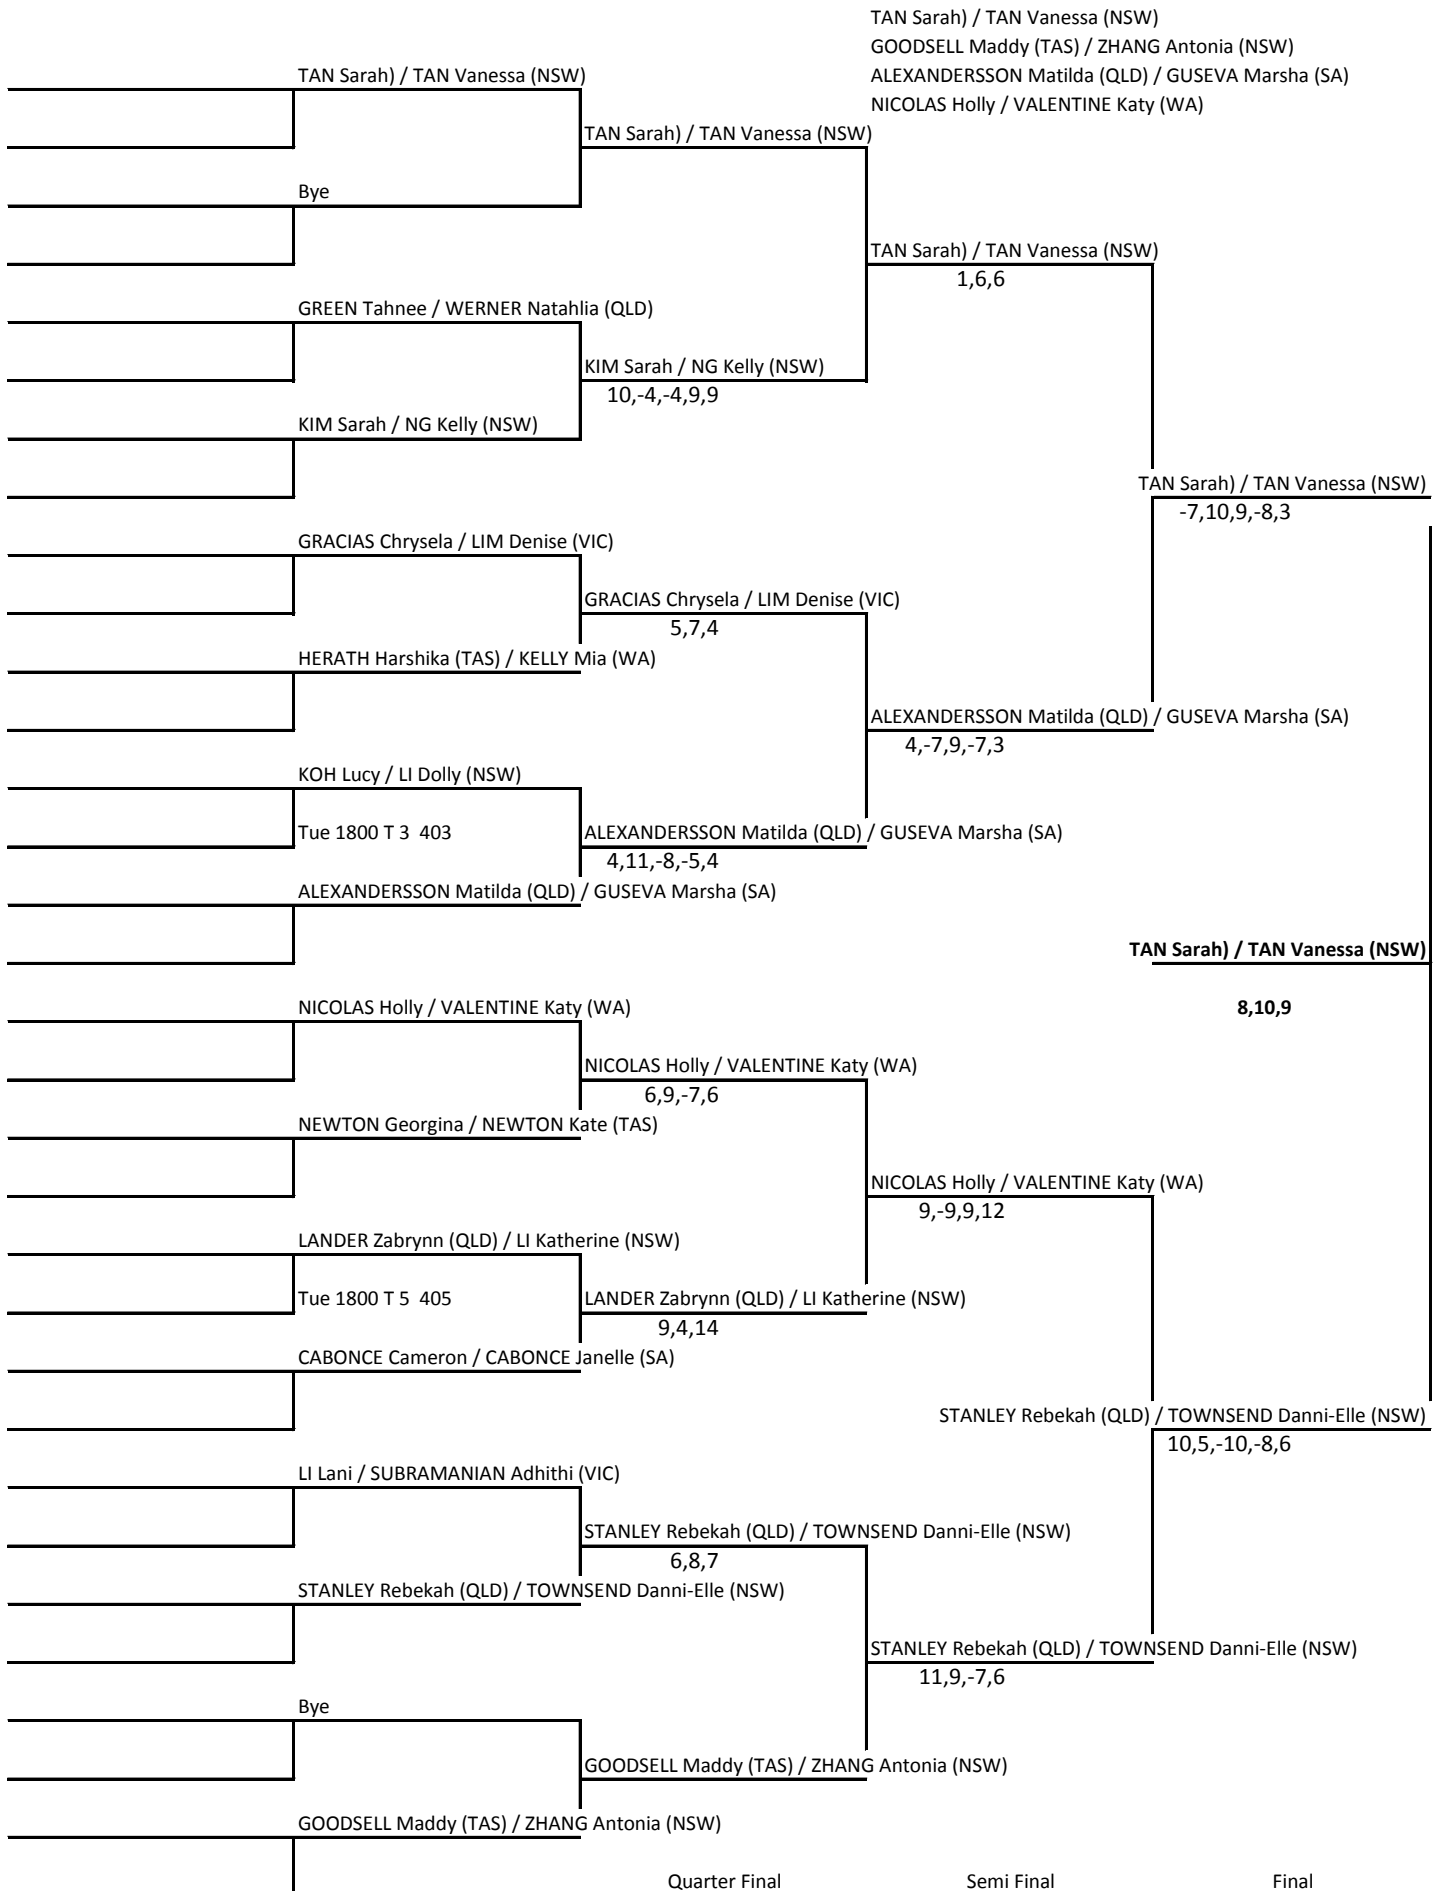 TAN Sarah) / TAN Vanessa (NSW)
GOODSELL Maddy (TAS) / ZHANG Antonia (NSW)
ALEXANDERSSON Matilda (QLD) / GUSEVA Marsha (SA)
NICOLAS Holly / VALENTINE Katy (WA)
TAN Sarah) / TAN Vanessa (NSW)
TAN Sarah) / TAN Vanessa (NSW)
Bye
TAN Sarah) / TAN Vanessa (NSW)
1,6,6
GREEN Tahnee / WERNER Natahlia (QLD)
KIM Sarah / NG Kelly (NSW)
10,-4,-4,9,9
KIM Sarah / NG Kelly (NSW)
TAN Sarah) / TAN Vanessa (NSW)
-7,10,9,-8,3
GRACIAS Chrysela / LIM Denise (VIC)
GRACIAS Chrysela / LIM Denise (VIC)
5,7,4
HERATH Harshika (TAS) / KELLY Mia (WA)
ALEXANDERSSON Matilda (QLD) / GUSEVA Marsha (SA)
4,-7,9,-7,3
KOH Lucy / LI Dolly (NSW)
Tue 1800 T 3 403
ALEXANDERSSON Matilda (QLD) / GUSEVA Marsha (SA)
4,11,-8,-5,4
ALEXANDERSSON Matilda (QLD) / GUSEVA Marsha (SA)
TAN Sarah) / TAN Vanessa (NSW)
NICOLAS Holly / VALENTINE Katy (WA)
8,10,9
NICOLAS Holly / VALENTINE Katy (WA)
6,9,-7,6
NEWTON Georgina / NEWTON Kate (TAS)
NICOLAS Holly / VALENTINE Katy (WA)
9,-9,9,12
LANDER Zabrynn (QLD) / LI Katherine (NSW)
Tue 1800 T 5 405
LANDER Zabrynn (QLD) / LI Katherine (NSW)
9,4,14
CABONCE Cameron / CABONCE Janelle (SA)
STANLEY Rebekah (QLD) / TOWNSEND Danni-Elle (NSW)
10,5,-10,-8,6
LI Lani / SUBRAMANIAN Adhithi (VIC)
STANLEY Rebekah (QLD) / TOWNSEND Danni-Elle (NSW)
6,8,7
STANLEY Rebekah (QLD) / TOWNSEND Danni-Elle (NSW)
STANLEY Rebekah (QLD) / TOWNSEND Danni-Elle (NSW)
11,9,-7,6
Bye
GOODSELL Maddy (TAS) / ZHANG Antonia (NSW)
GOODSELL Maddy (TAS) / ZHANG Antonia (NSW)
Quarter Final
Semi Final
Final